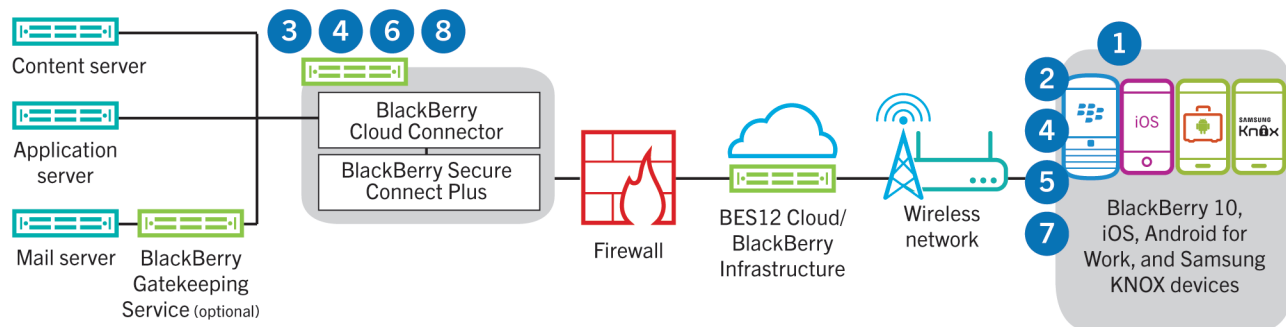 3 4 6 8
Content server
Application
server
Mail server
BlackBerry
Gatekeeping
Service (optional)
BlackBerry
Cloud Connector
BlackBerry Secure
Connect Plus
Firewall
BES12 Cloud/
BlackBerry
Infrastructure
Wireless
network
1
2
4
5
7
iOS
SAMSUNG
Knox
BlackBerry 10,
iOS, Android for
Work, and Samsung
KNOX devices